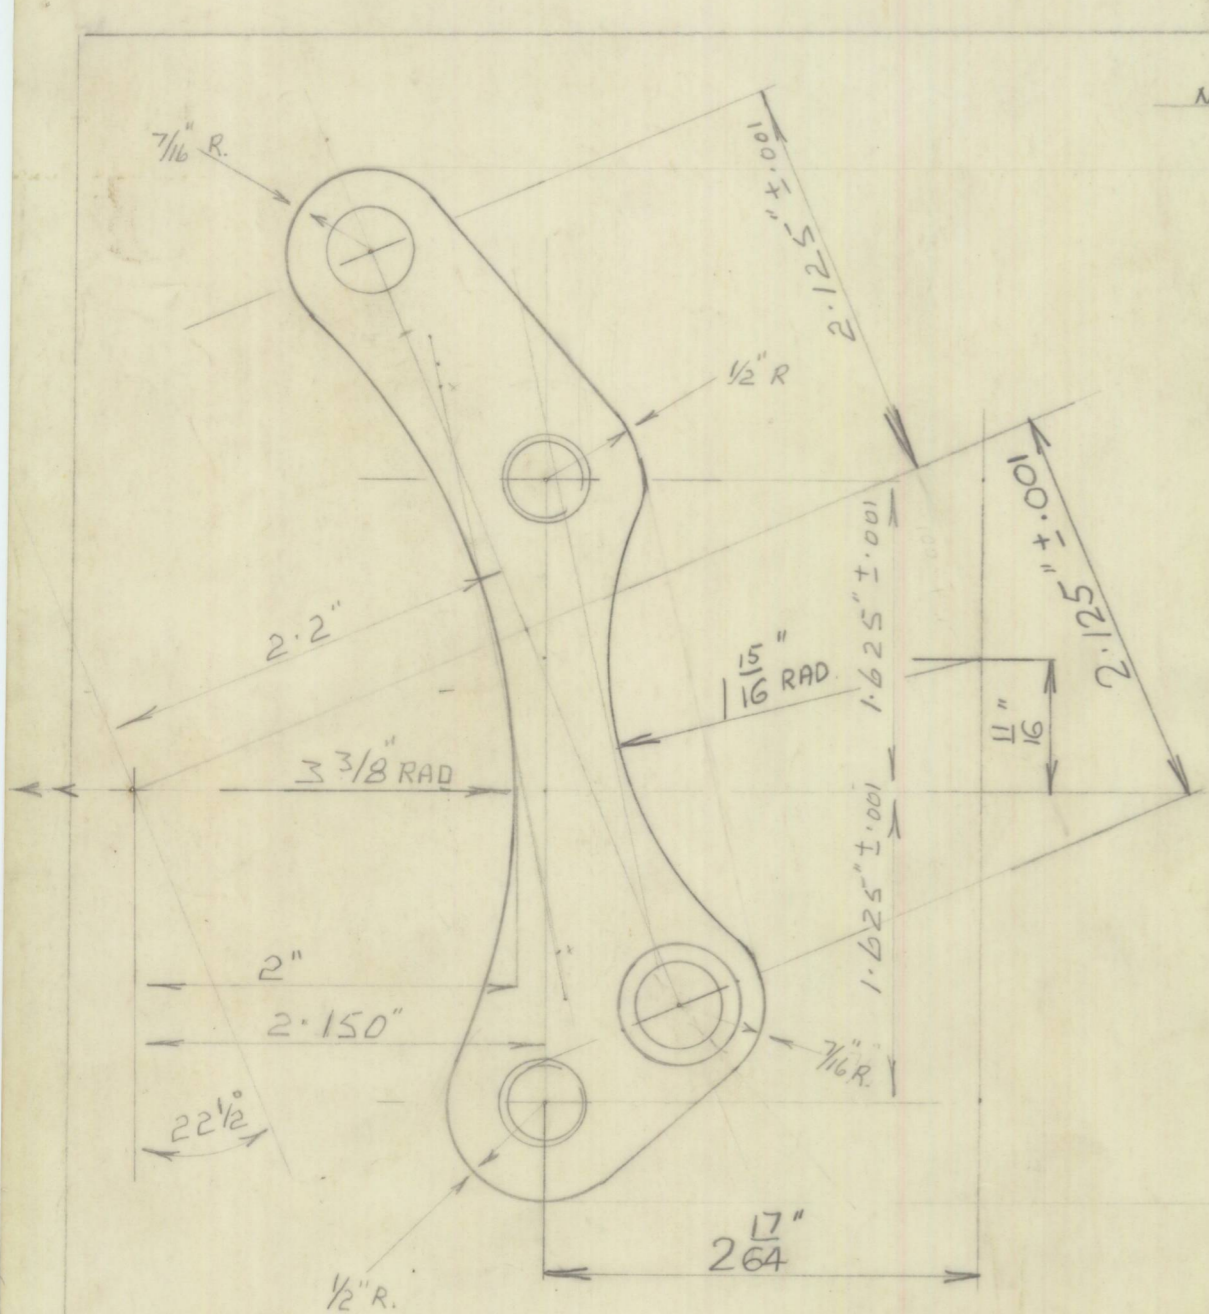 7/16" R.
2.125" ±.001
1/2" R
2.125" ±.001
1.625" ±.001
2.2"
1 15/16" RAD.
11/16"
3 3/8" RAD
1.625" ±.001
2"
2.150"
7/16" R.
22 1/2°
2 17/64"
1/2" R.